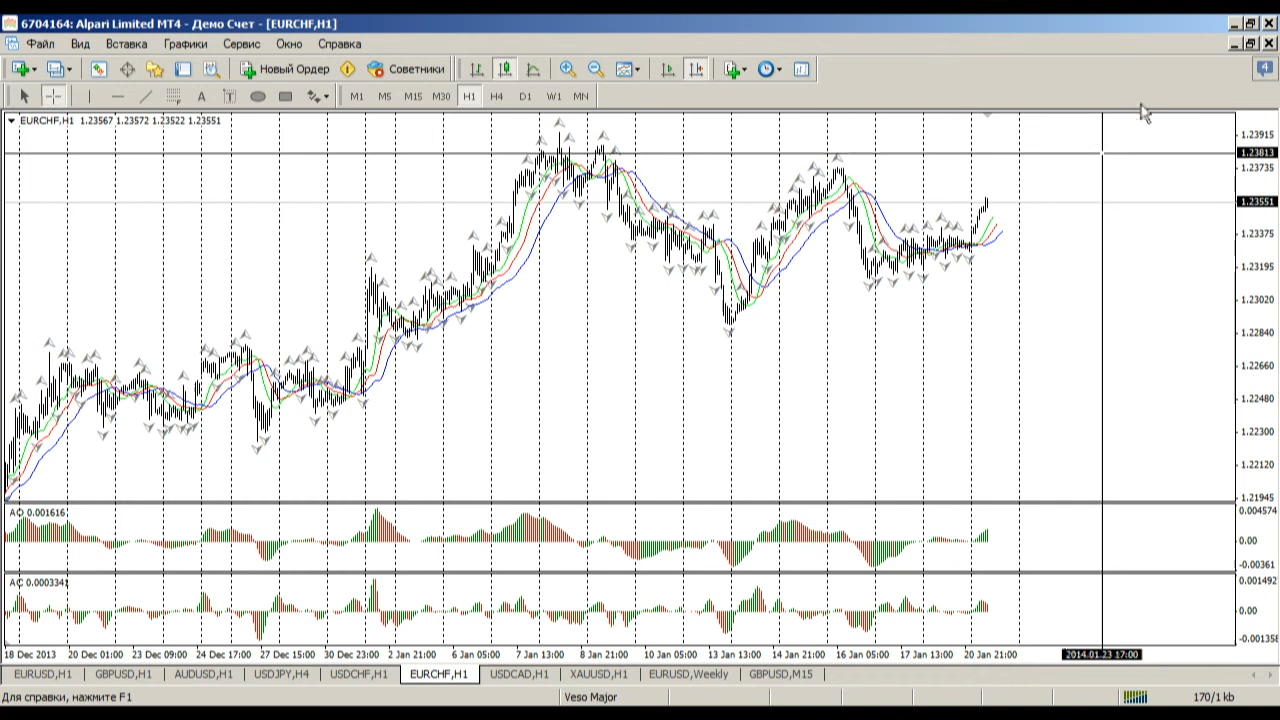 6704164: Alpari Limited MT4 - Демо Счет - [EURCHF,H1]
Файл Вид Вставка Графики Сервис Окно Справка
Новый Ордер Советники 4
A T M1 M5 M15 M30 H1 H4 D1 W1 MN
EURCHF,H1 1.23567 1.23572 1.23522 1.23551
1.23915
1.23813
1.23735
1.23551
1.23375
1.23195
1.23020
1.22840
1.22660
1.22480
1.22300
1.22120
1.21945
AO 0.001616
0.004574
0.00
-0.00361
AC 0.0003341
0.001492
0.00
-0.001358
18 Dec 2013 20 Dec 01:00 23 Dec 09:00 24 Dec 17:00 27 Dec 15:00 30 Dec 23:00 2 Jan 21:00 6 Jan 05:00 7 Jan 13:00 8 Jan 21:00 10 Jan 05:00 13 Jan 13:00 14 Jan 21:00 16 Jan 05:00 17 Jan 13:00 20 Jan 21:00 2014.01.23 17:00
EURUSD,H1 GBPUSD,H1 AUDUSD,H1 USDJPY,H4 USDCHF,H1 EURCHF,H1 USDCAD,H1 XAUUSD,H1 EURUSD,Weekly GBPUSD,M15
Для справки, нажмите F1 Veso Major 170/1 kb